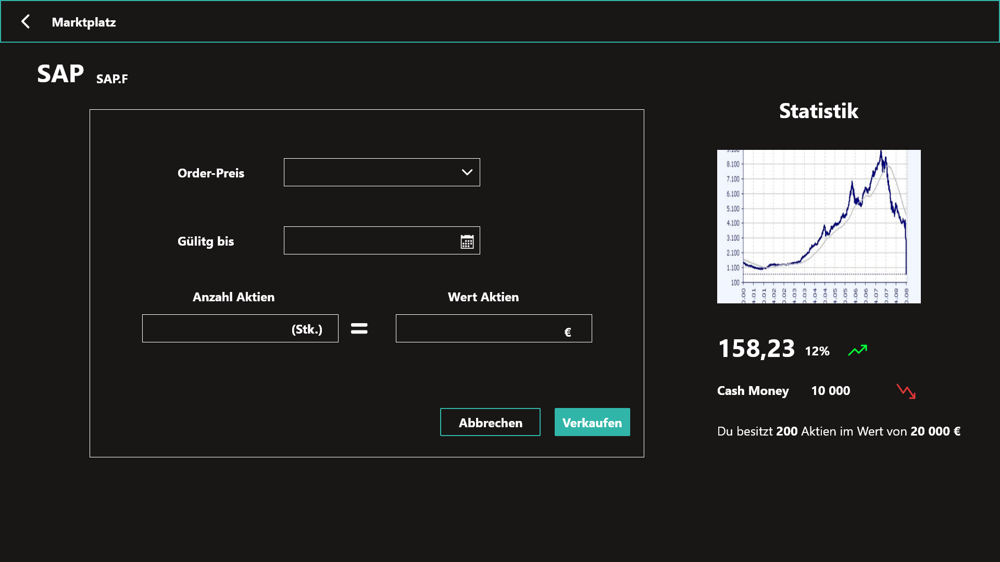 Marktplatz
SAP SAP.F
Statistik
Order-Preis
Gülitg bis
Anzahl Aktien
Wert Aktien
(Stk.)
=
€
Abbrechen
Verkaufen
8.100
7.100
6.100
5.100
4.100
3.100
2.100
1.100
100
158,23 12%
Cash Money 10 000
Du besitzt 200 Aktien im Wert von 20 000 €